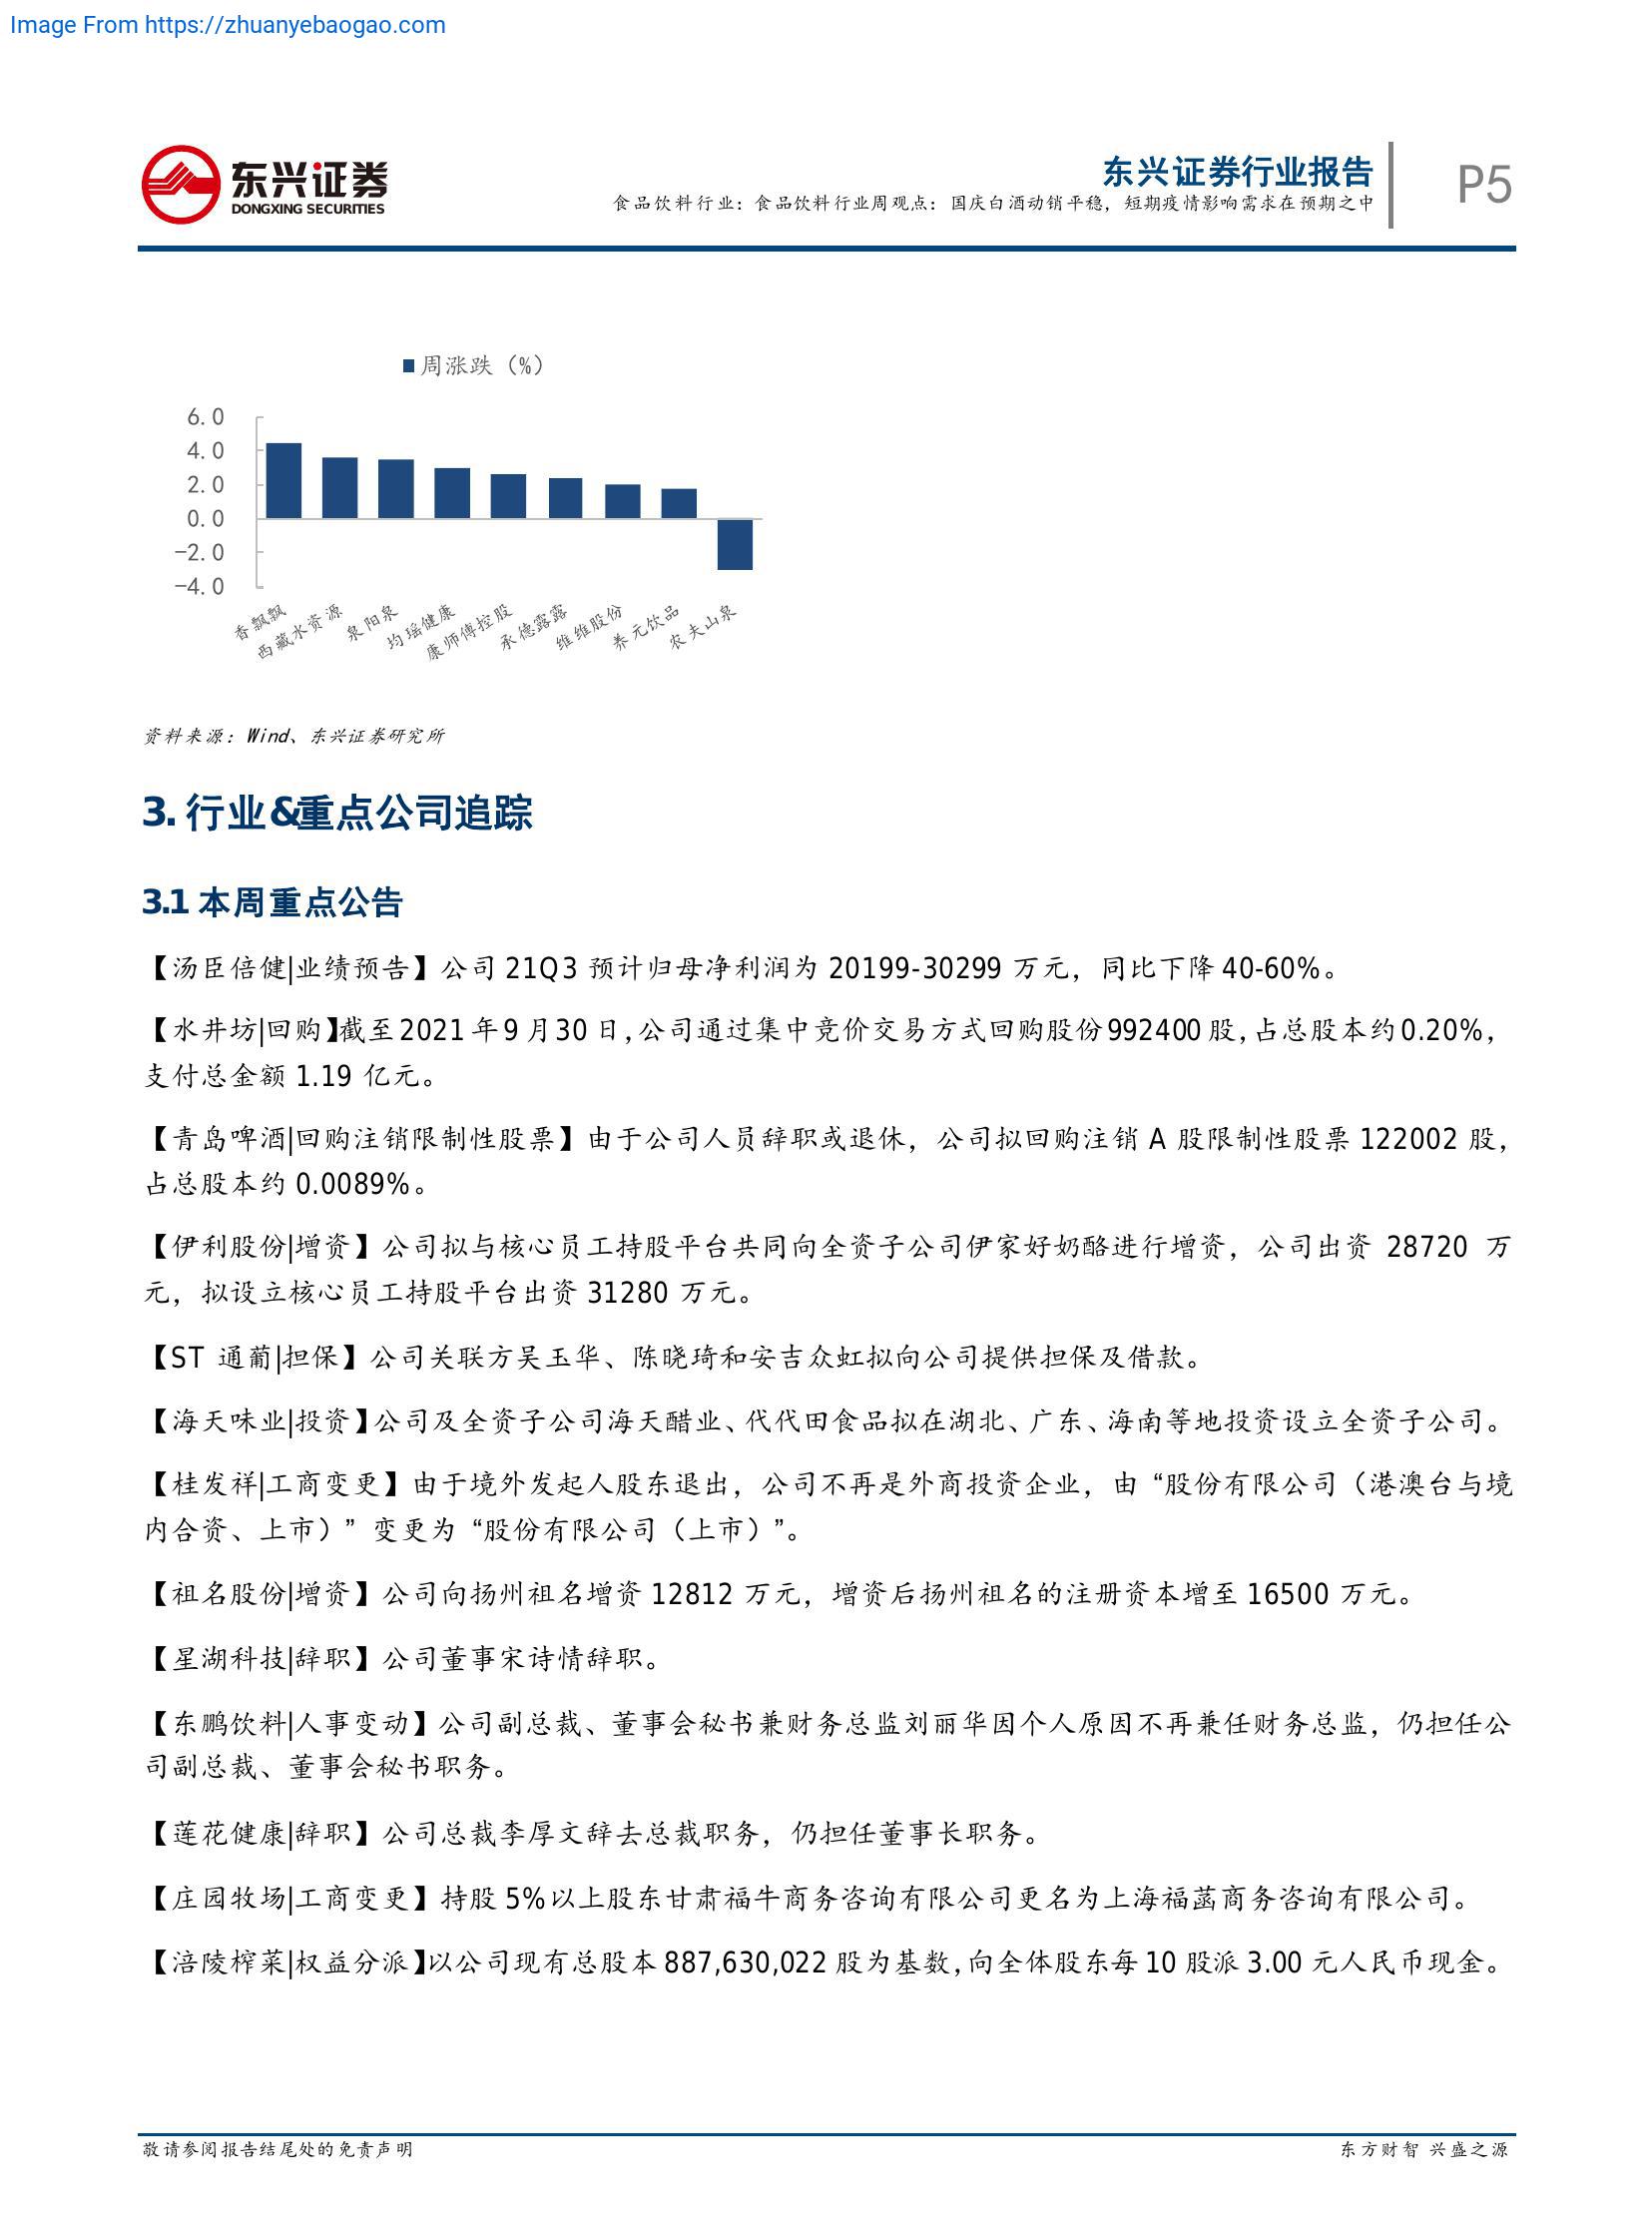 Image From https://zhuanyebaogao.com
东兴证券
DONGXING SECURITIES
东兴证券行业报告
食品饮料行业：食品饮料行业周观点：国庆白酒动销平稳，短期疫情影响需求在预期之中
P5
周涨跌（%）
6.0
4.0
2.0
0.0
-2.0
-4.0
香飘飘
西藏水资源
泉阳泉
均瑶健康
康师傅控股
承德露露
维维股份
养元饮品
农夫山泉
资料来源：Wind、东兴证券研究所
3. 行业&重点公司追踪
3.1 本周重点公告
【汤臣倍健|业绩预告】公司 21Q3 预计归母净利润为 20199-30299 万元，同比下降 40-60%。
【水井坊|回购】截至 2021 年 9 月 30 日，公司通过集中竞价交易方式回购股份 992400 股，占总股本约 0.20%，
支付总金额 1.19 亿元。
【青岛啤酒|回购注销限制性股票】由于公司人员辞职或退休，公司拟回购注销 A 股限制性股票 122002 股，
占总股本约 0.0089%。
【伊利股份|增资】公司拟与核心员工持股平台共同向全资子公司伊家好奶酪进行增资，公司出资 28720 万
元，拟设立核心员工持股平台出资 31280 万元。
【ST 通葡|担保】公司关联方吴玉华、陈晓琦和安吉众虹拟向公司提供担保及借款。
【海天味业|投资】公司及全资子公司海天醋业、代代田食品拟在湖北、广东、海南等地投资设立全资子公司。
【桂发祥|工商变更】由于境外发起人股东退出，公司不再是外商投资企业，由“股份有限公司（港澳台与境
内合资、上市）”变更为“股份有限公司（上市）”。
【祖名股份|增资】公司向扬州祖名增资 12812 万元，增资后扬州祖名的注册资本增至 16500 万元。
【星湖科技|辞职】公司董事宋诗情辞职。
【东鹏饮料|人事变动】公司副总裁、董事会秘书兼财务总监刘丽华因个人原因不再兼任财务总监，仍担任公
司副总裁、董事会秘书职务。
【莲花健康|辞职】公司总裁李厚文辞去总裁职务，仍担任董事长职务。
【庄园牧场|工商变更】持股 5%以上股东甘肃福牛商务咨询有限公司更名为上海福菡商务咨询有限公司。
【涪陵榨菜|权益分派】以公司现有总股本 887,630,022 股为基数，向全体股东每 10 股派 3.00 元人民币现金。
敬请参阅报告结尾处的免责声明
东方财智 兴盛之源